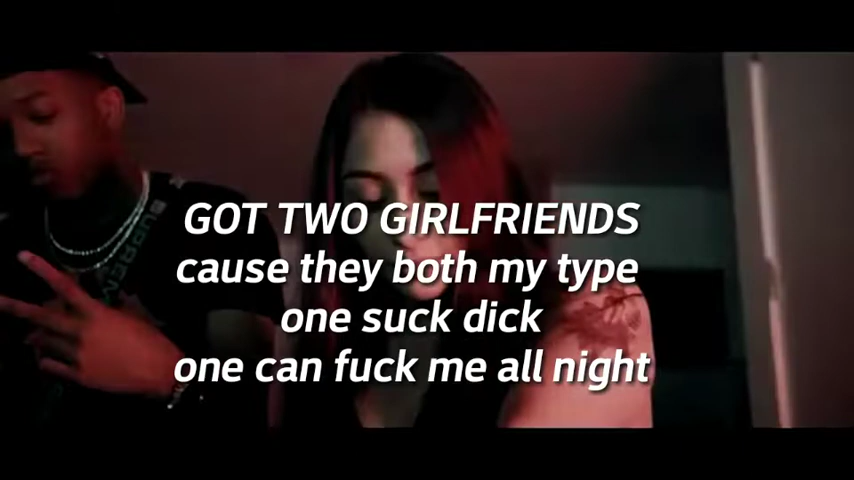 GOT TWO GIRLFRIENDS
cause they both my type
one suck dick
one can fuck me all night